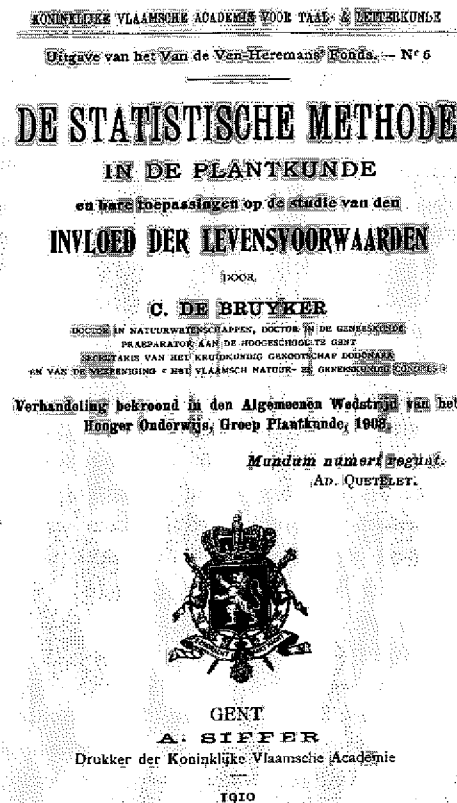 KONINKLIJKE VLAAMSCHE ACADEMIE VOOR TAAL- & LETTERKUNDE
Uitgave van het Van de Ven-Heremans' Fonds. — Nr 6
DE STATISTISCHE METHODE
IN DE PLANTKUNDE
en hare toepassingen op de studie van den
INVLOED DER LEVENSVOORWAARDEN
DOOR
C. DE BRUYKER
DOCTOR IN NATUURWETENSCHAPPEN, DOCTOR IN DE GENEESKUNDE
PRAEPARATOR AAN DE HOOGESCHOOL TE GENT
SECRETARIS VAN HET KRUIDKUNDIG GENOOTSCHAP DODONAEA
EN VAN DE VEREENIGING « HET VLAAMSCH NATUUR- EN GENEESKUNDIG CONGRES »
Verhandeling bekroond in den Algemeenen Wedstrijd van het
Hooger Onderwijs, Groep Plantkunde, 1908.
Mundum numeri regunt.
AD. QUETELET.
GENT
A. SIFFER
Drukker der Koninklijke Vlaamsche Academie
1910